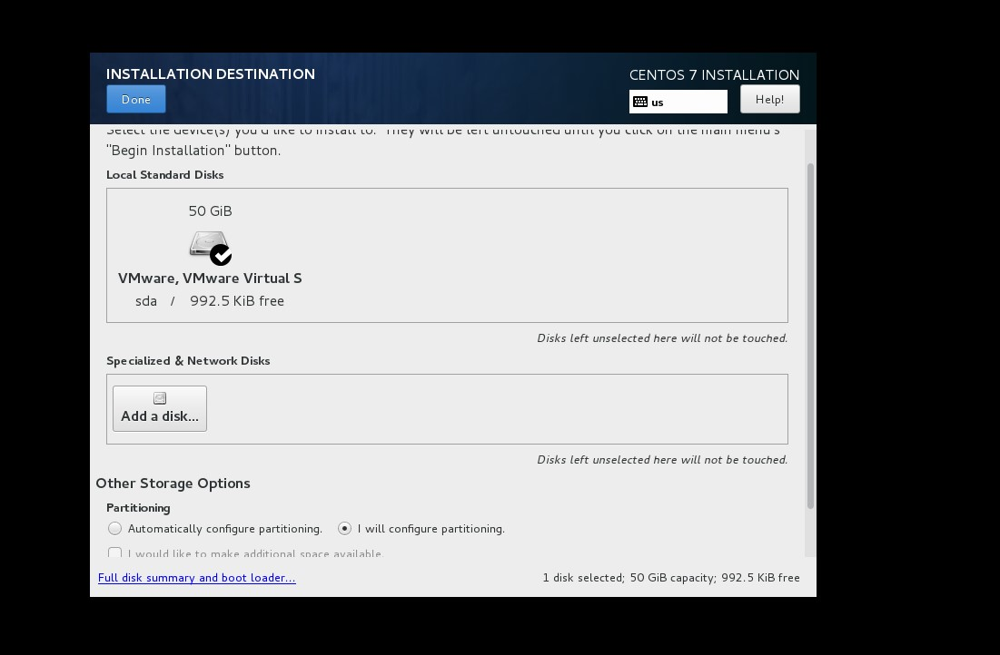 INSTALLATION DESTINATION
CENTOS 7 INSTALLATION
Done
us
Help!
Select the device(s) you'd like to install to. They will be left untouched until you click on the main menu's
"Begin Installation" button.
Local Standard Disks
50 GiB
VMware, VMware Virtual S
sda / 992.5 KiB free
Disks left unselected here will not be touched.
Specialized & Network Disks
Add a disk...
Disks left unselected here will not be touched.
Other Storage Options
Partitioning
Automatically configure partitioning. I will configure partitioning.
I would like to make additional space available.
Full disk summary and boot loader...
1 disk selected; 50 GiB capacity; 992.5 KiB free